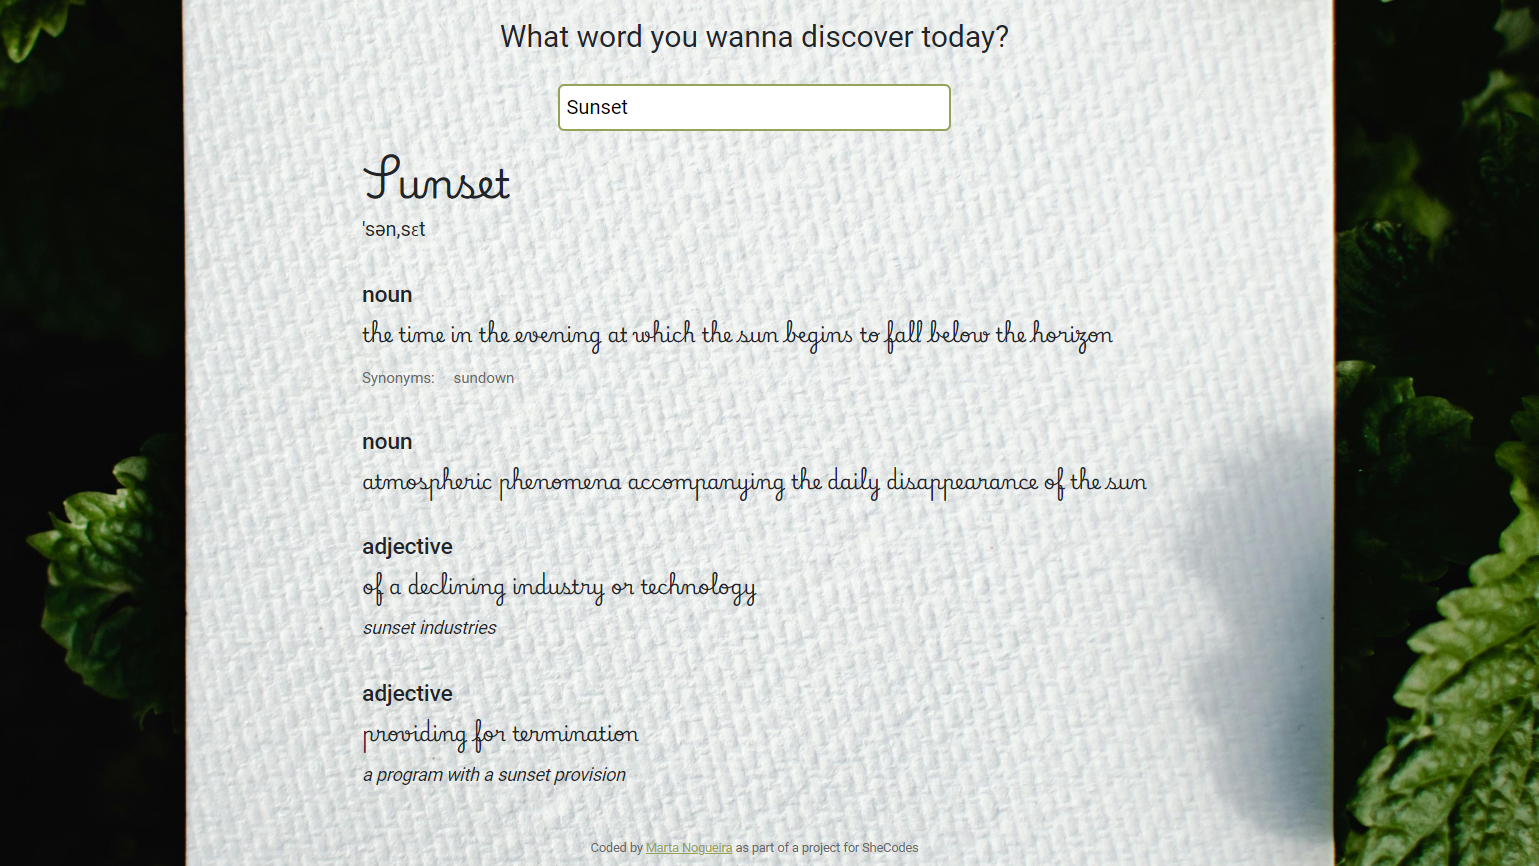 What word you wanna discover today?
Sunset
Sunset
'sən,sɛt
noun
the time in the evening at which the sun begins to fall below the horizon
Synonyms: sundown
noun
atmospheric phenomena accompanying the daily disappearance of the sun
adjective
of a declining industry or technology
sunset industries
adjective
providing for termination
a program with a sunset provision
Coded by Marta Nogueira as part of a project for SheCodes